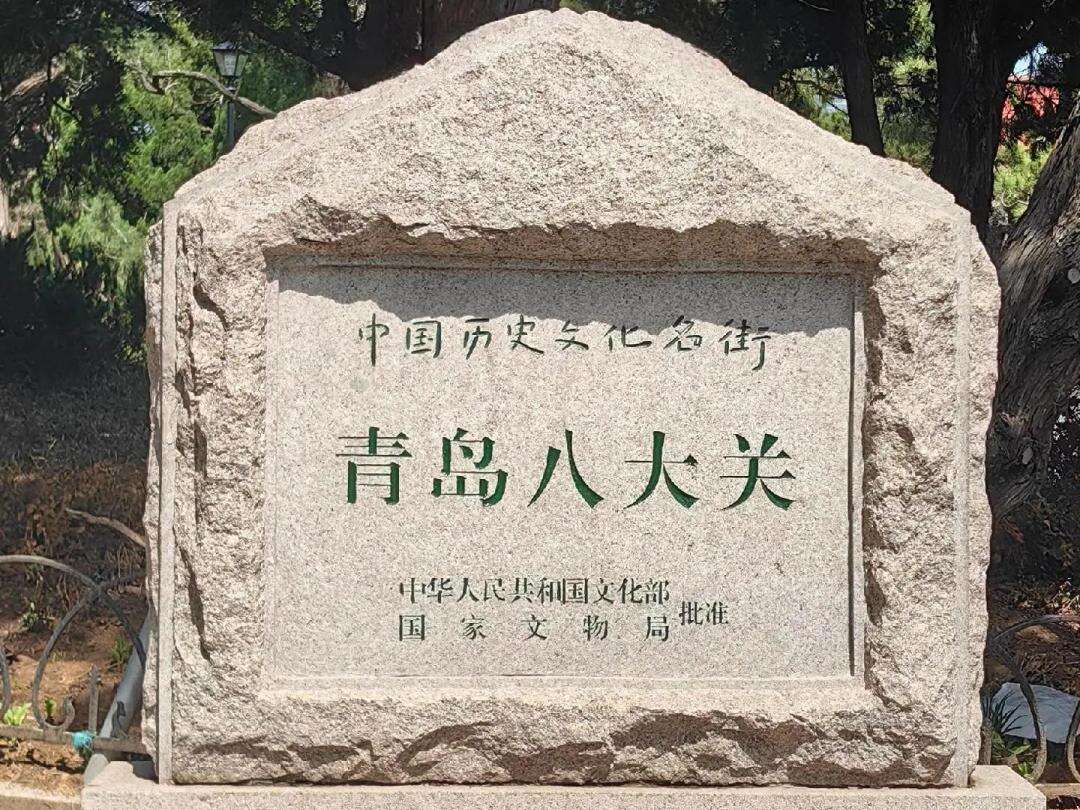 中国历史文化名街
青岛八大关
中华人民共和国文化部
国家文物局 批准